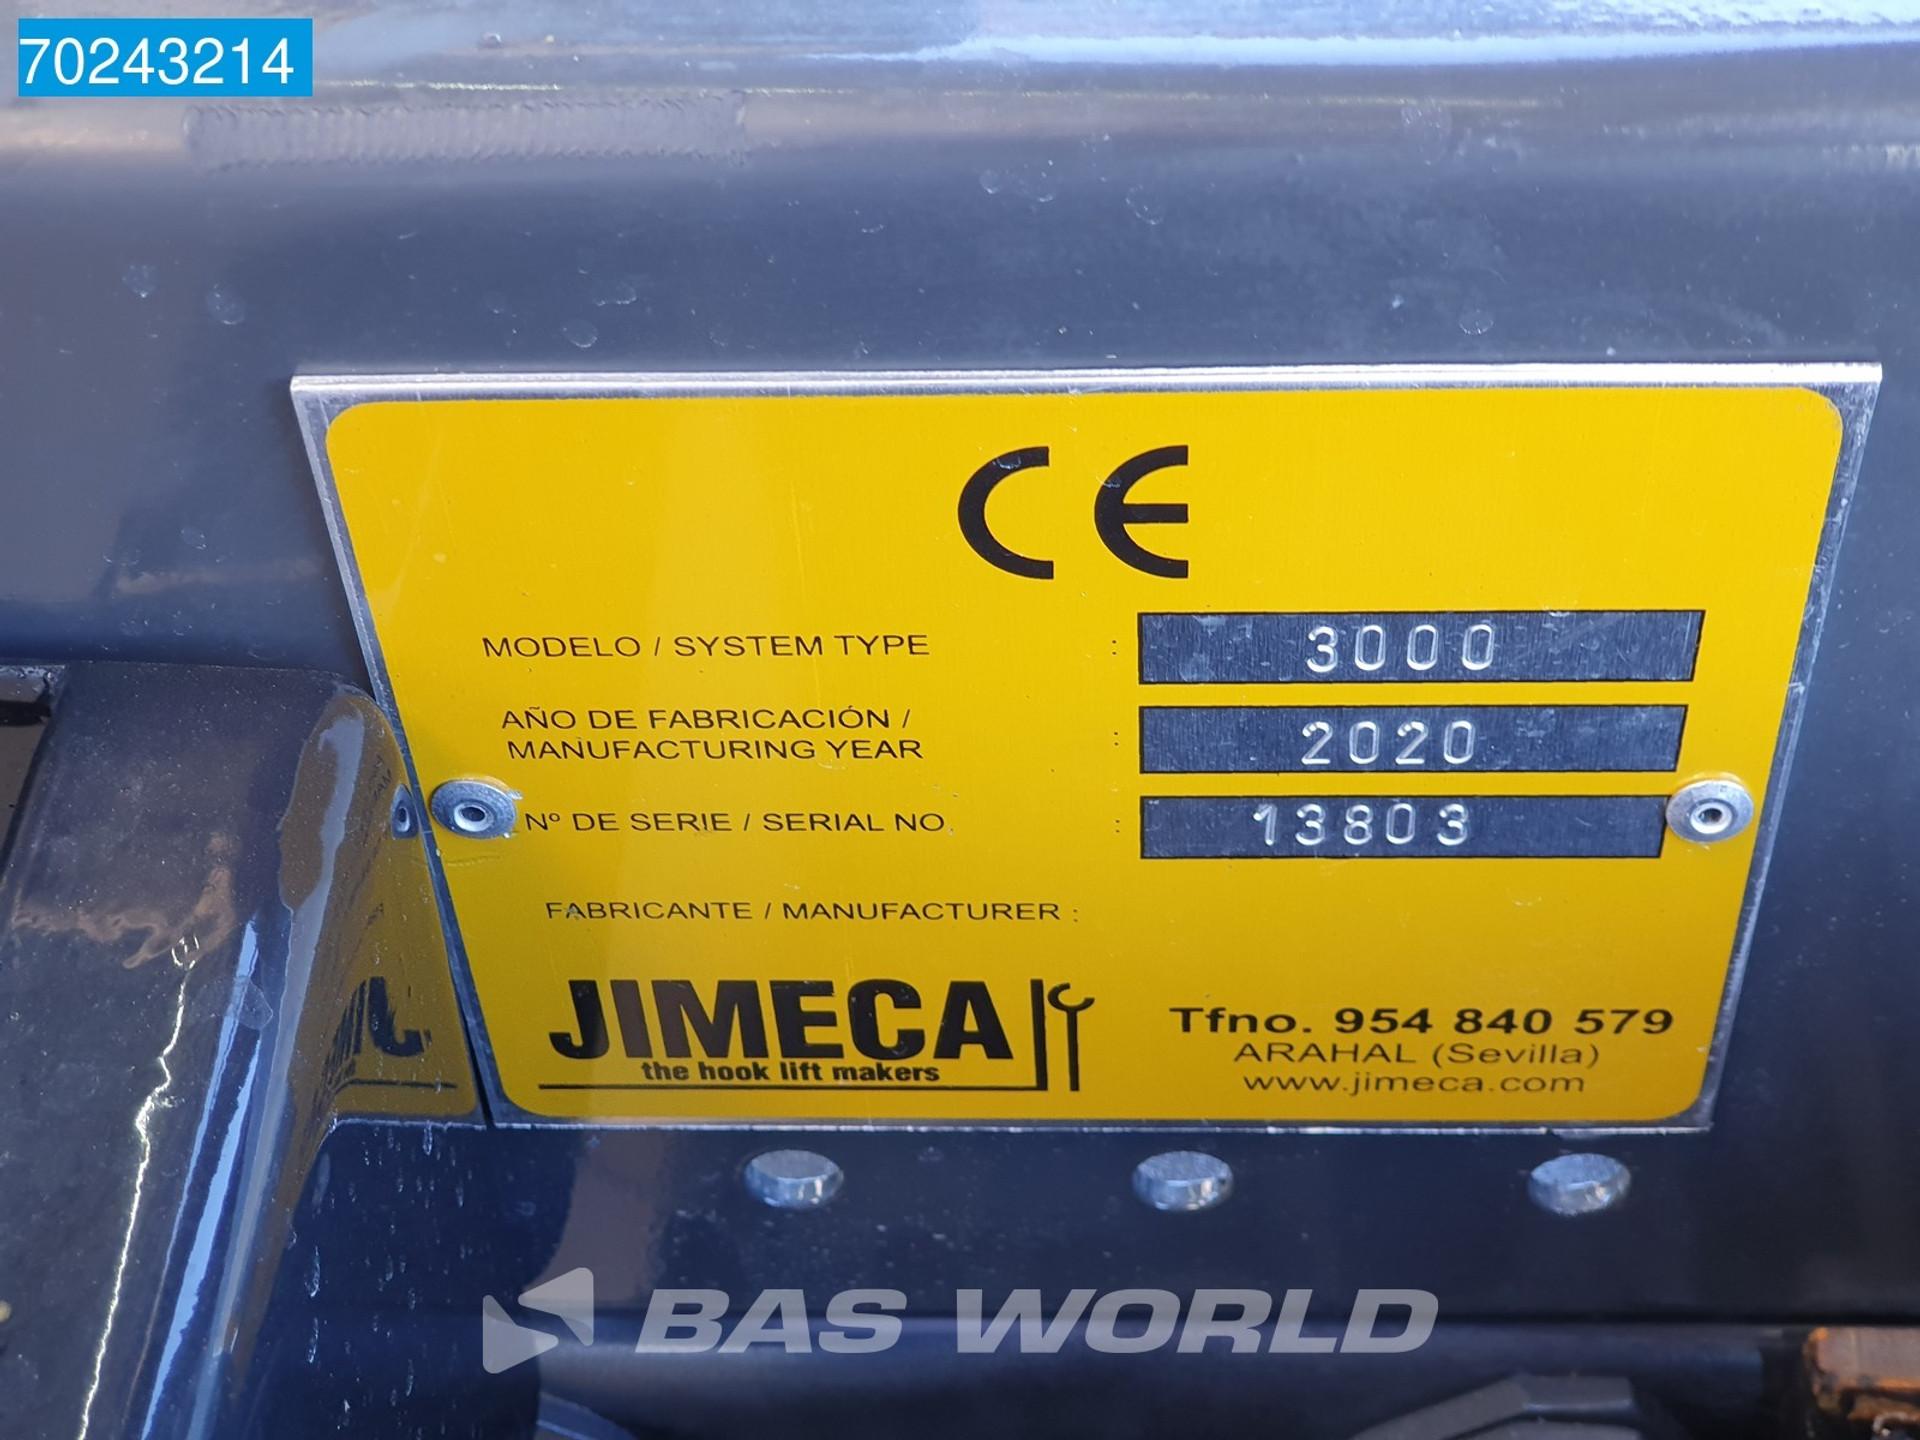 70243214
CE
MODELO / SYSTEM TYPE : 3000
AÑO DE FABRICACIÓN /
MANUFACTURING YEAR : 2020
Nº DE SERIE / SERIAL NO. : 13803
FABRICANTE / MANUFACTURER :
JIMECA
the hook lift makers
Tfno. 954 840 579
ARAHAL (Sevilla)
www.jimeca.com
BAS WORLD